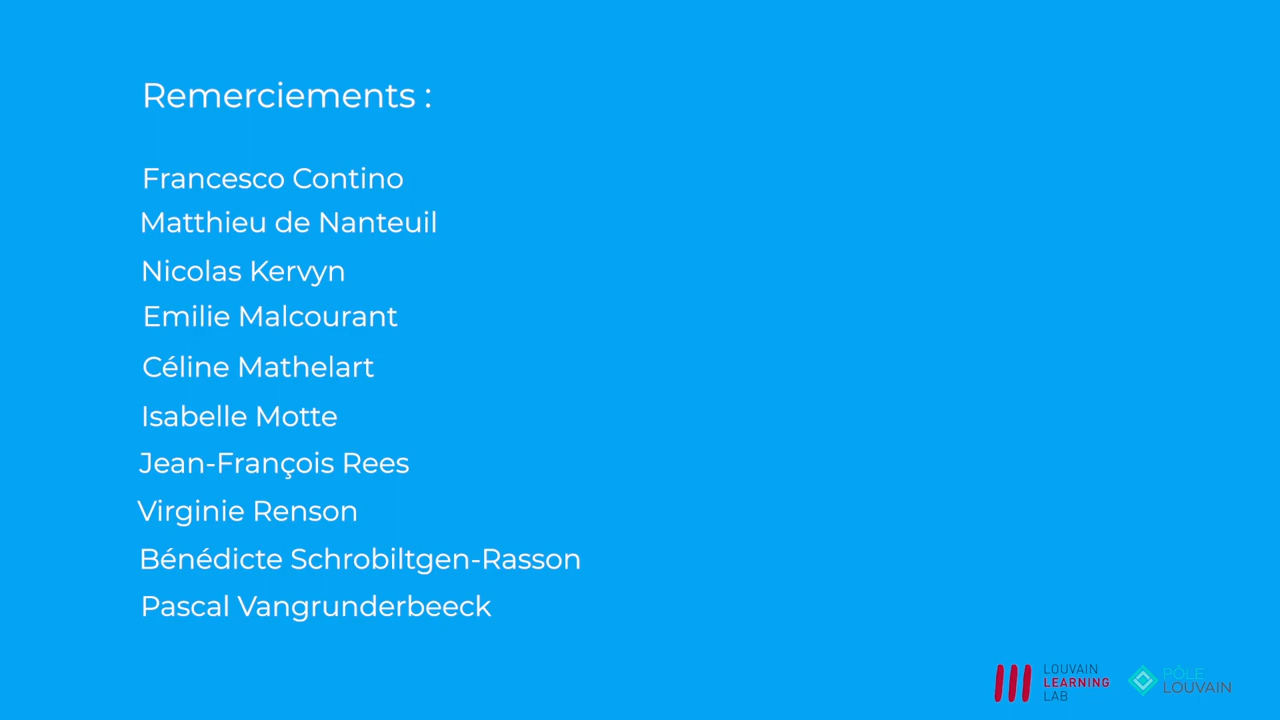 Remerciements :
Francesco Contino
Matthieu de Nanteuil
Nicolas Kervyn
Emilie Malcourant
Céline Mathelart
Isabelle Motte
Jean-François Rees
Virginie Renson
Bénédicte Schrobiltgen-Rasson
Pascal Vangrunderbeeck
LOUVAIN
LEARNING
LAB
PÔLE
LOUVAIN